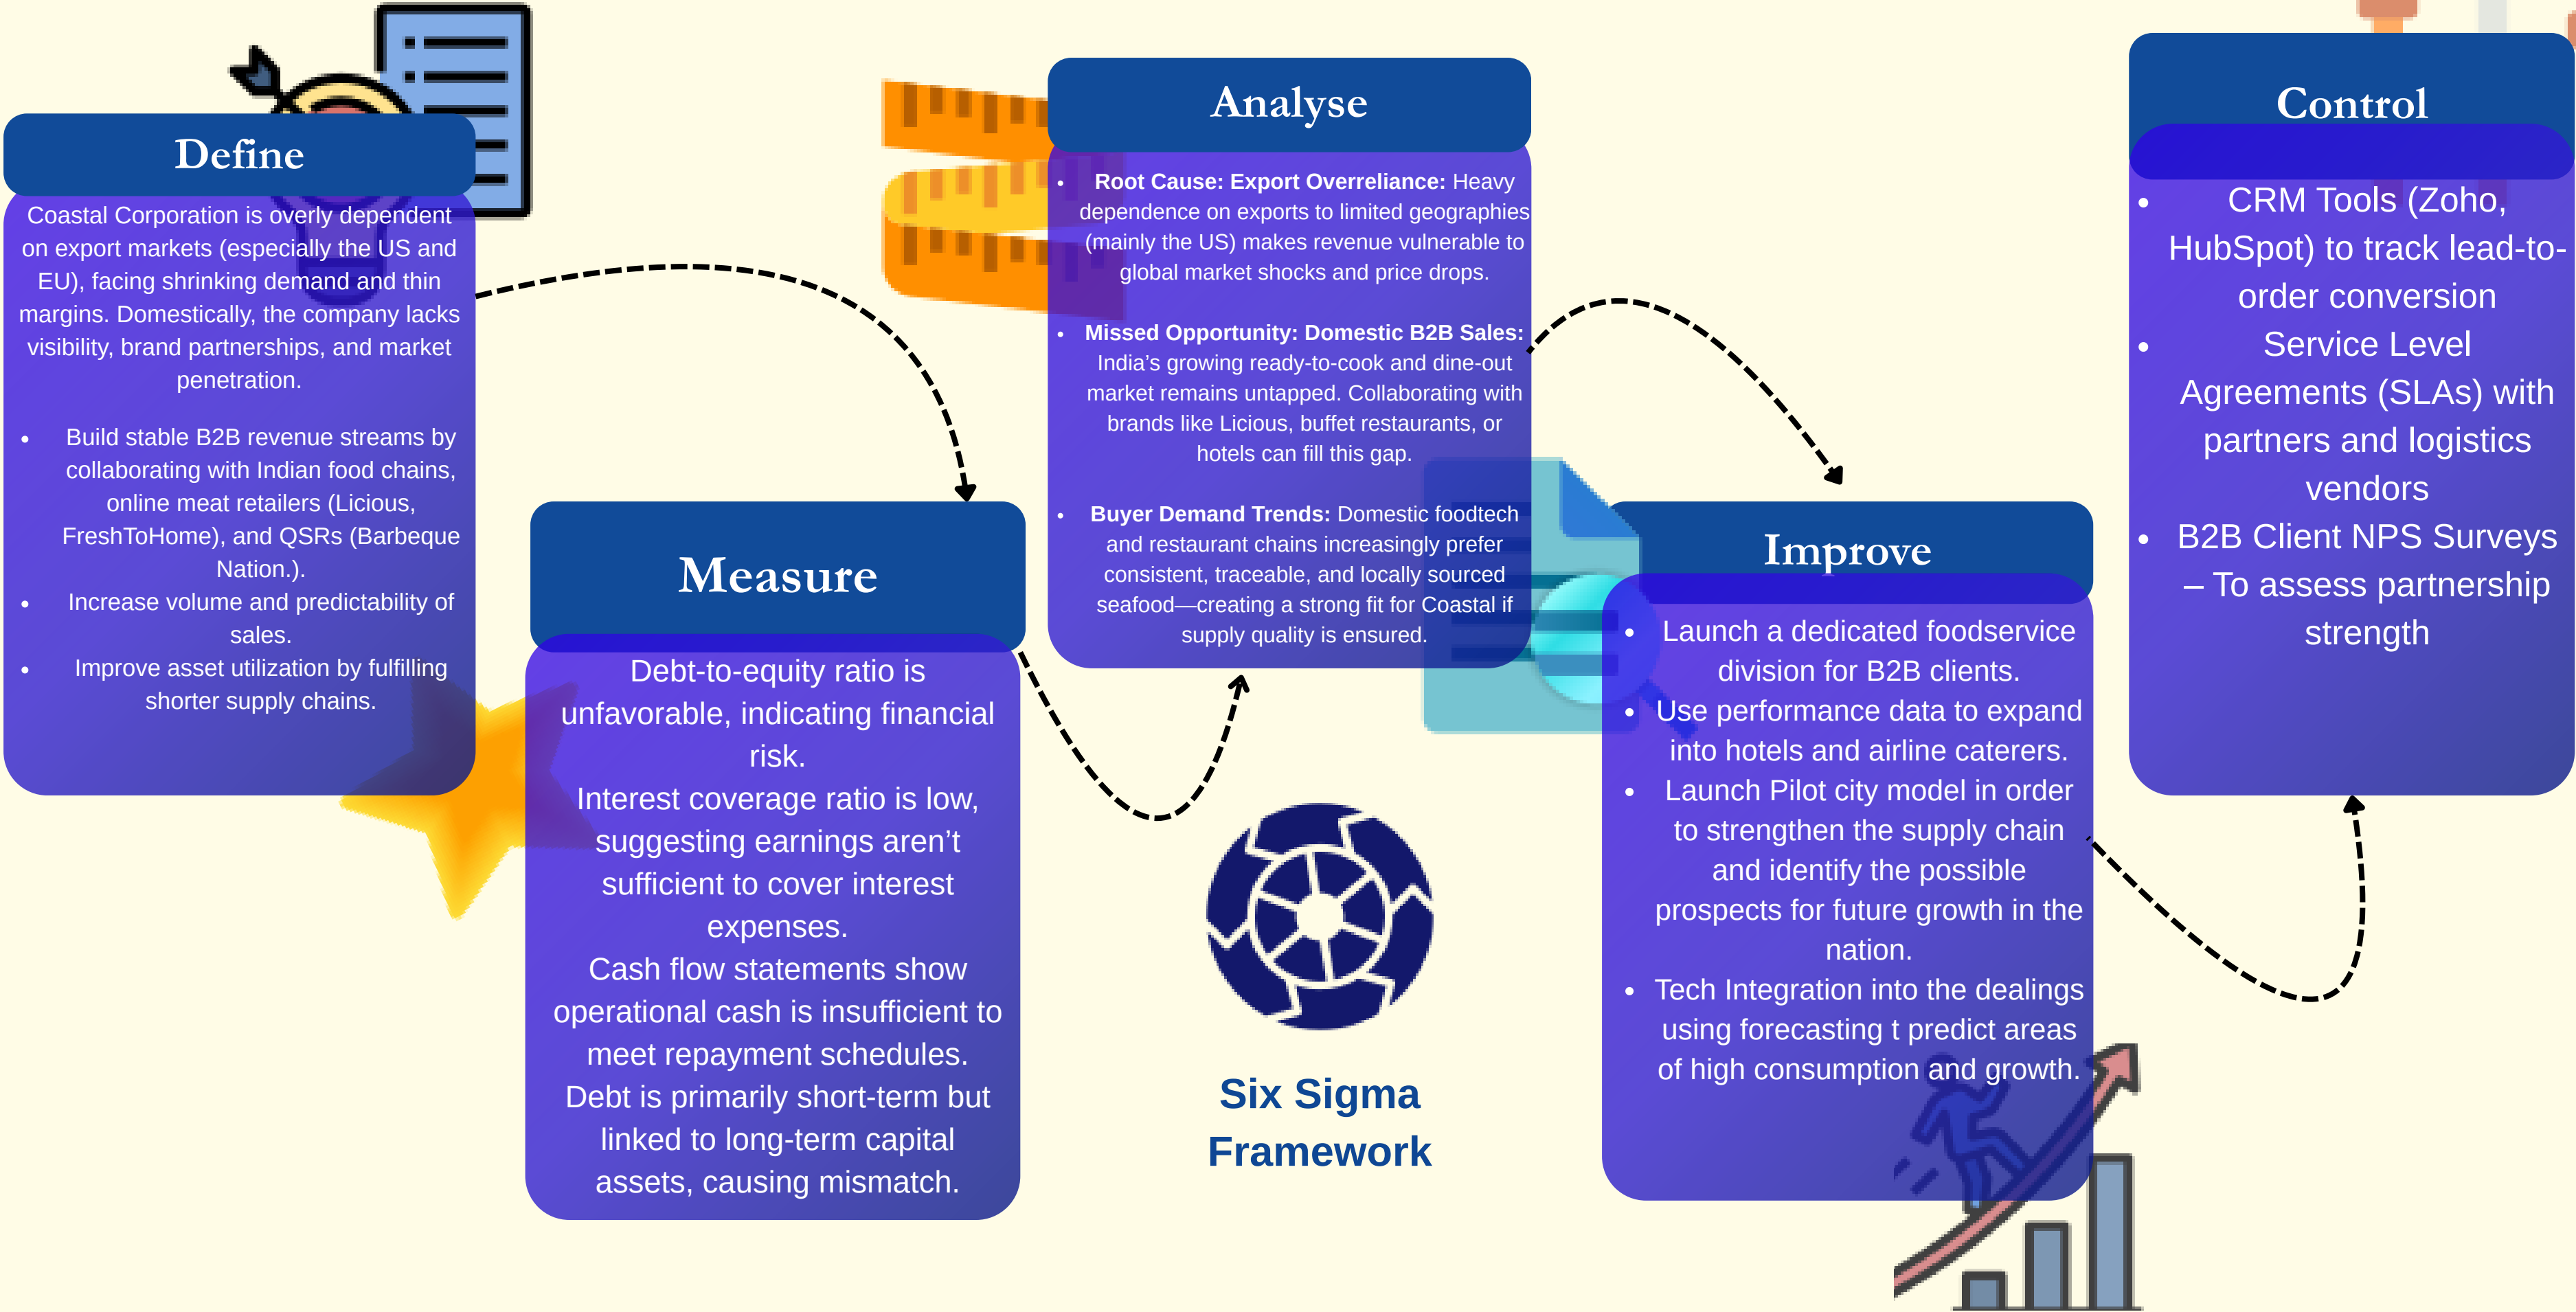 Define
Coastal Corporation is overly dependent
on export markets (especially the US and
EU), facing shrinking demand and thin
margins. Domestically, the company lacks
visibility, brand partnerships, and market
penetration.
• Build stable B2B revenue streams by
collaborating with Indian food chains,
online meat retailers (Licious,
FreshToHome), and QSRs (Barbeque
Nation.).
• Increase volume and predictability of
sales.
• Improve asset utilization by fulfilling
shorter supply chains.
Measure
Debt-to-equity ratio is
unfavorable, indicating financial
risk.
Interest coverage ratio is low,
suggesting earnings aren’t
sufficient to cover interest
expenses.
Cash flow statements show
operational cash is insufficient to
meet repayment schedules.
Debt is primarily short-term but
linked to long-term capital
assets, causing mismatch.
Analyse
• Root Cause: Export Overreliance: Heavy
dependence on exports to limited geographies
(mainly the US) makes revenue vulnerable to
global market shocks and price drops.
• Missed Opportunity: Domestic B2B Sales:
India’s growing ready-to-cook and dine-out
market remains untapped. Collaborating with
brands like Licious, buffet restaurants, or
hotels can fill this gap.
• Buyer Demand Trends: Domestic foodtech
and restaurant chains increasingly prefer
consistent, traceable, and locally sourced
seafood—creating a strong fit for Coastal if
supply quality is ensured.
Six Sigma
Framework
Improve
• Launch a dedicated foodservice
division for B2B clients.
• Use performance data to expand
into hotels and airline caterers.
• Launch Pilot city model in order
to strengthen the supply chain
and identify the possible
prospects for future growth in the
nation.
• Tech Integration into the dealings
using forecasting t predict areas
of high consumption and growth.
Control
• CRM Tools (Zoho,
HubSpot) to track lead-to-
order conversion
• Service Level
Agreements (SLAs) with
partners and logistics
vendors
• B2B Client NPS Surveys
– To assess partnership
strength